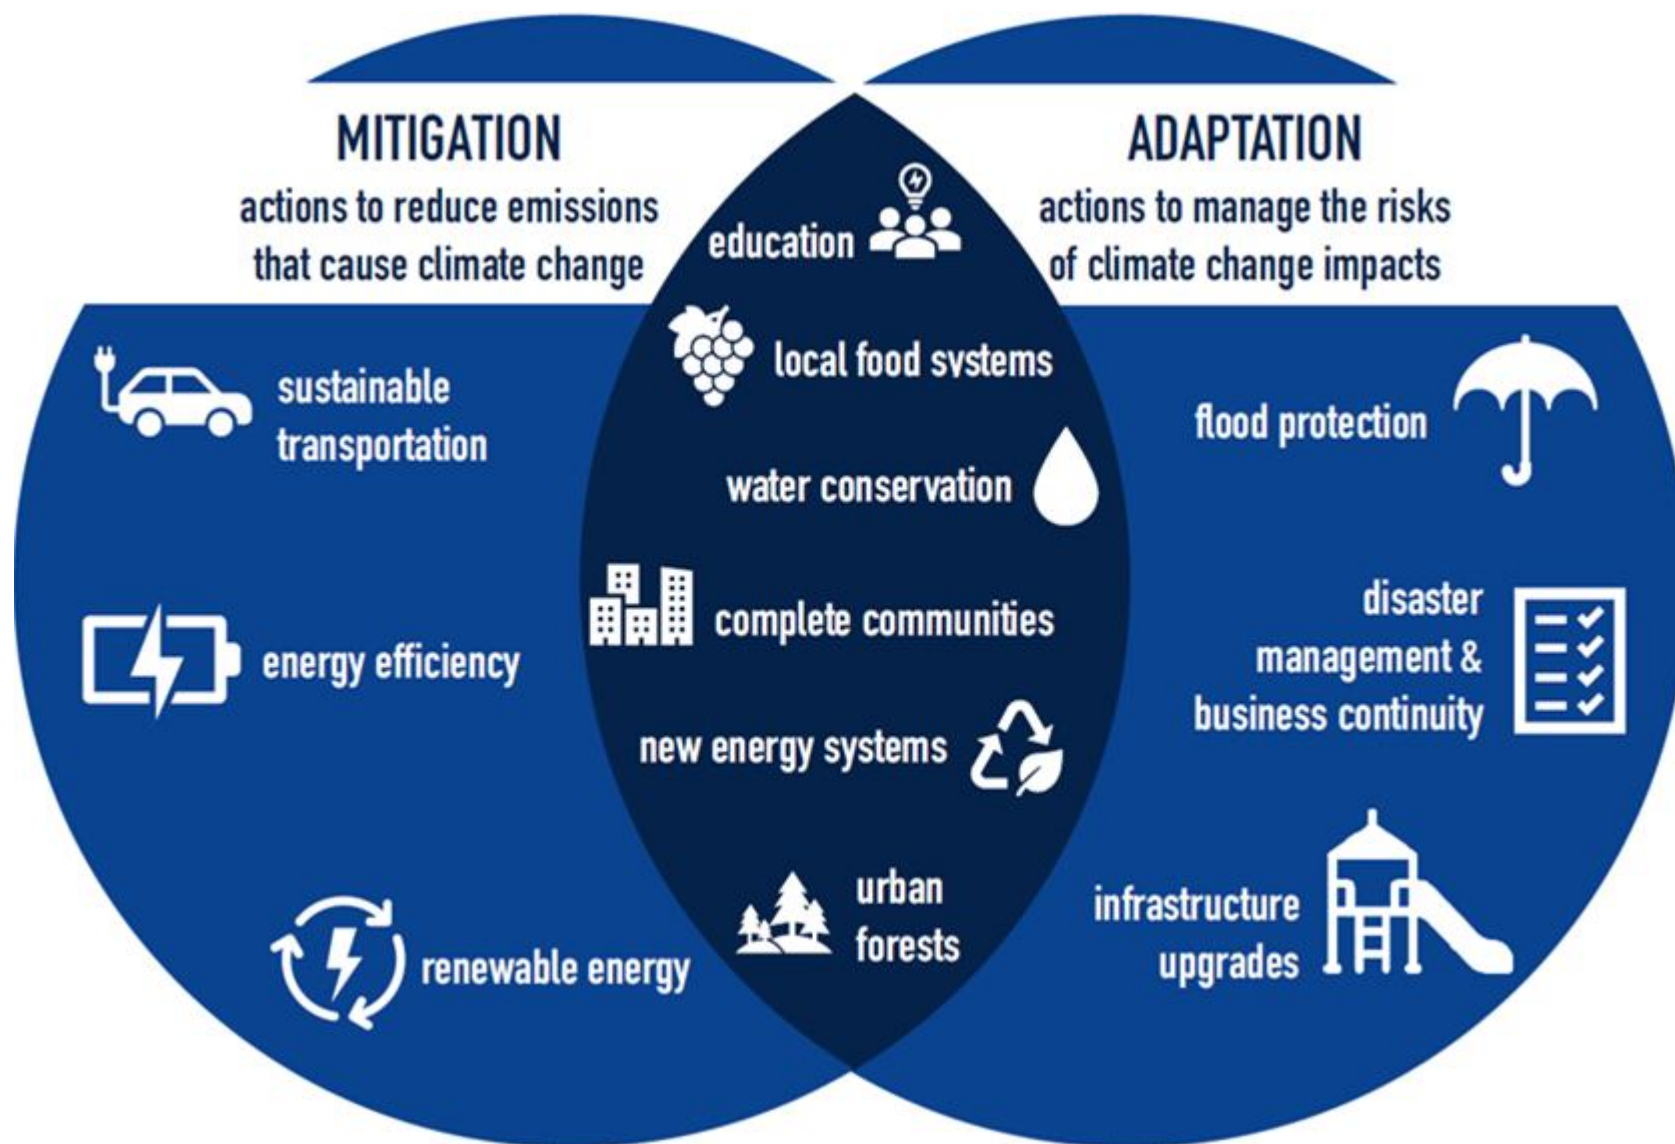 MITIGATION
actions to reduce emissions
that cause climate change
sustainable
transportation
energy efficiency
renewable energy
education
local food systems
water conservation
complete communities
new energy systems
urban
forests
ADAPTATION
actions to manage the risks
of climate change impacts
flood protection
disaster
management &
business continuity
infrastructure
upgrades